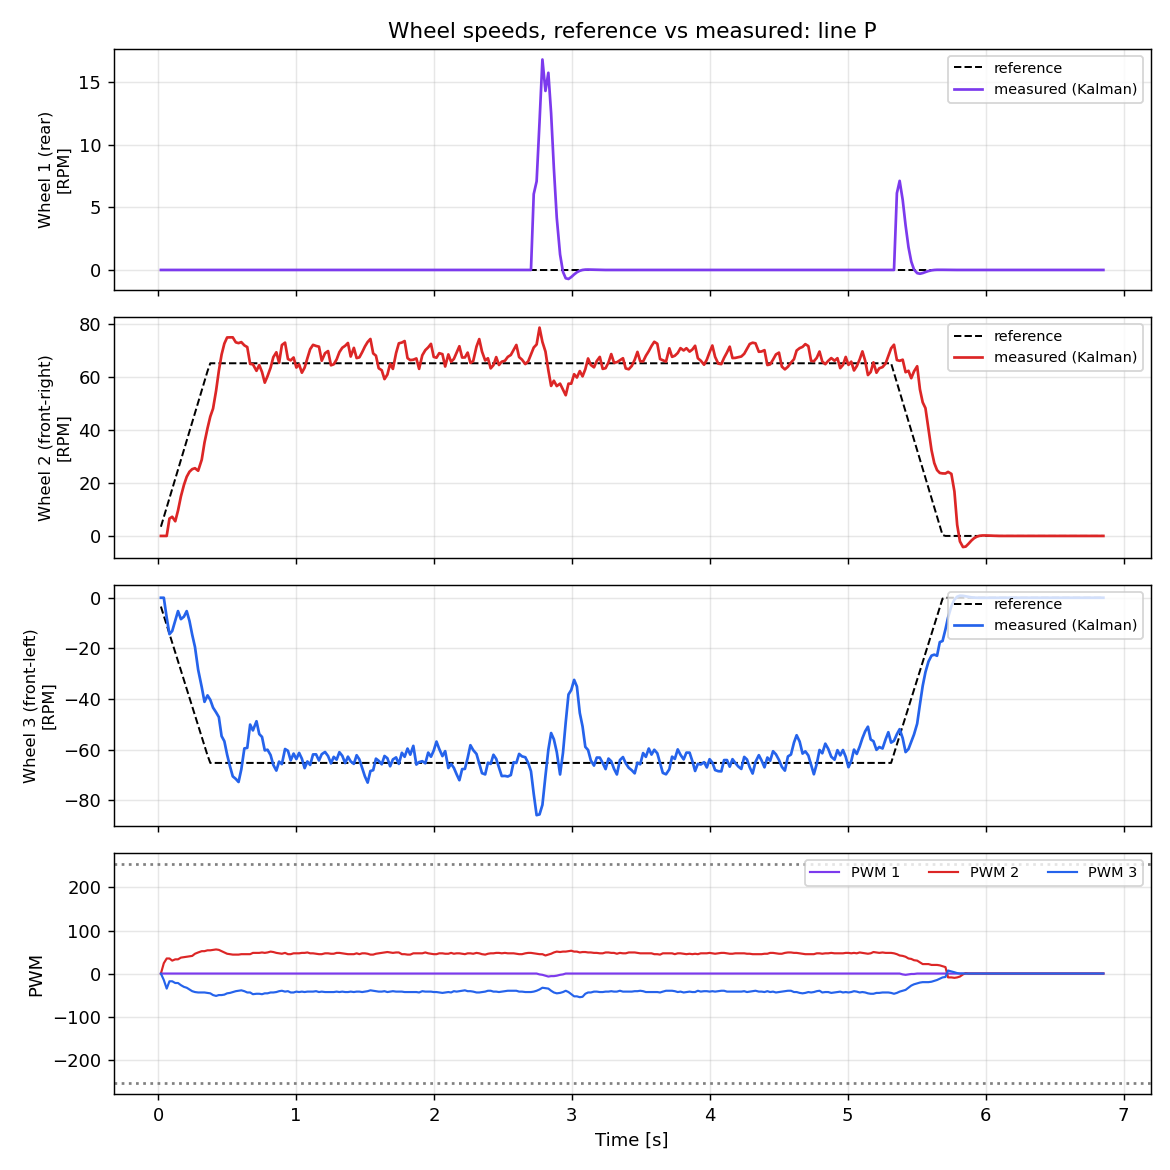 Wheel speeds, reference vs measured: line P
Wheel 1 (rear)
[RPM]
15
10
5
0
reference
measured (Kalman)
Wheel 2 (front-right)
[RPM]
80
60
40
20
0
reference
measured (Kalman)
Wheel 3 (front-left)
[RPM]
0
−20
−40
−60
−80
reference
measured (Kalman)
PWM
200
100
0
−100
−200
PWM 1 PWM 2 PWM 3
0 1 2 3 4 5 6 7
Time [s]